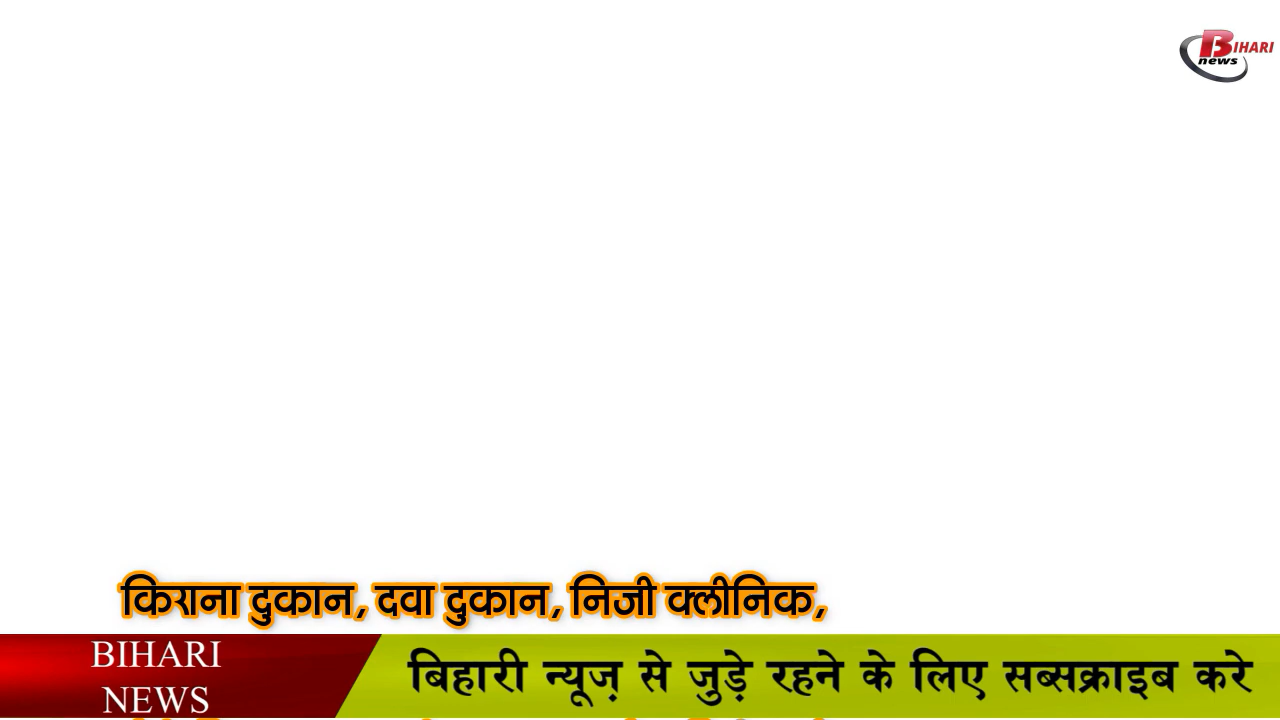 BIHARI
news
किराना दुकान, दवा दुकान, निजी क्लीनिक,
BIHARI
NEWS
बिहारी न्यूज़ से जुड़े रहने के लिए सब्सक्राइब करे